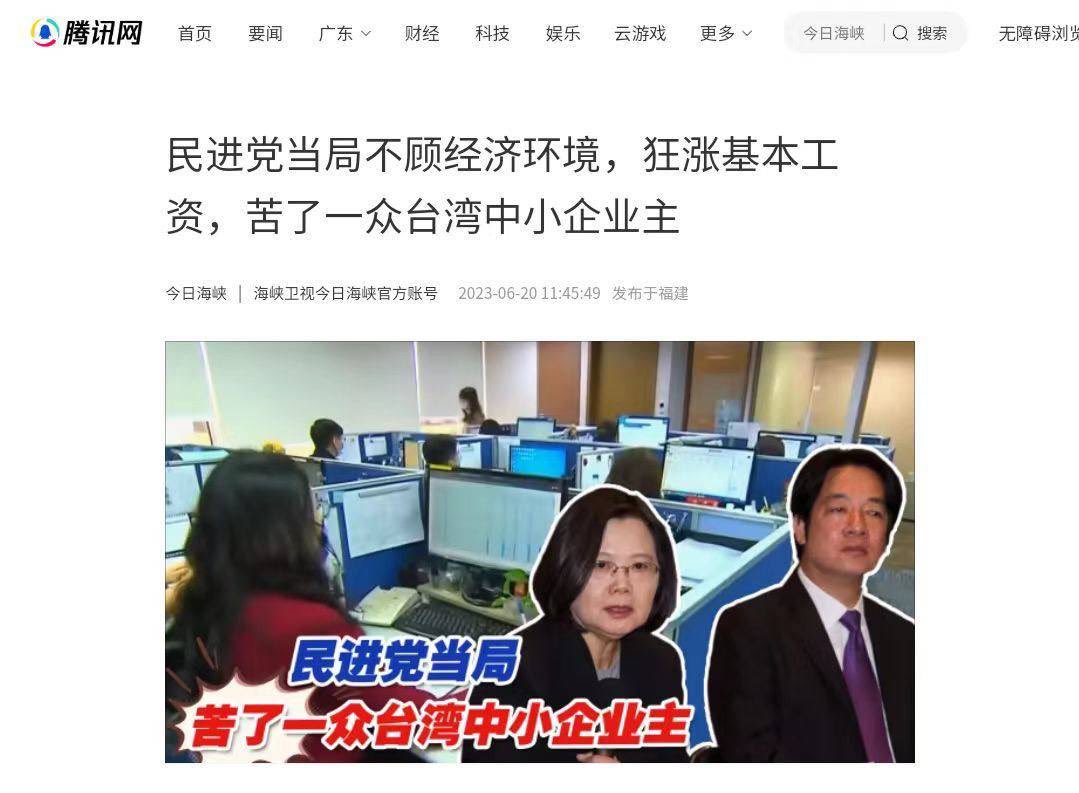 腾讯网 首页 要闻 广东 财经 科技 娱乐 云游戏 更多 今日海峡 搜索 无障碍浏览
民进党当局不顾经济环境，狂涨基本工
资，苦了一众台湾中小企业主
今日海峡 | 海峡卫视今日海峡官方账号 2023-06-20 11:45:49 发布于福建
民进党当局
苦了一众台湾中小企业主